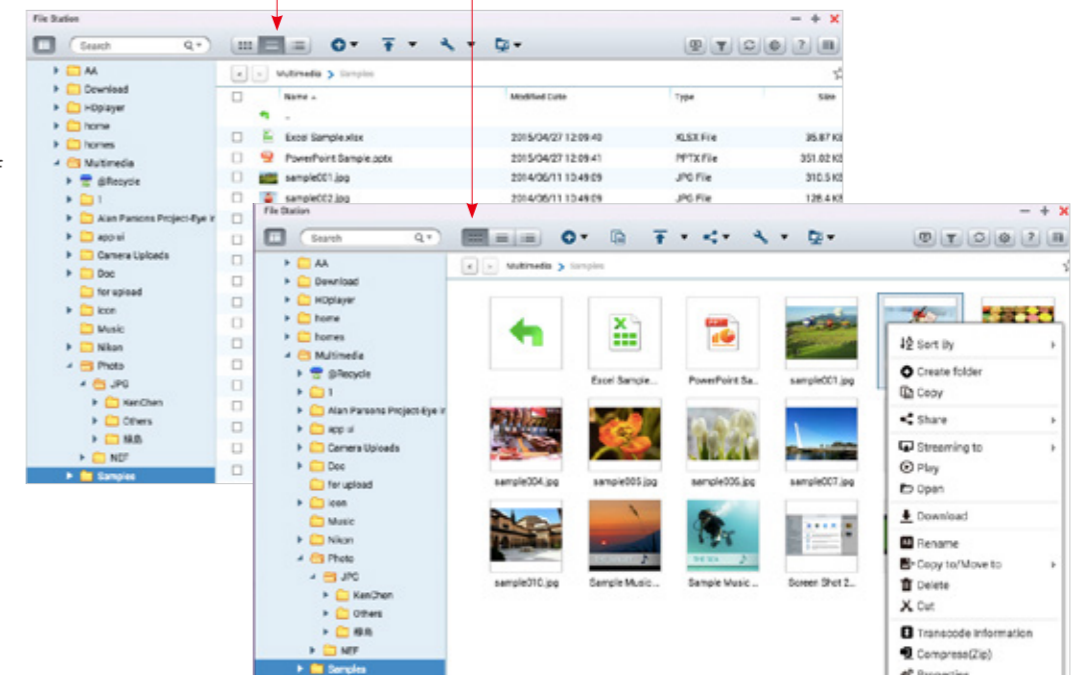 File Station
Search
Multimedia Samples
AA
Download
HDplayer
home
homes
Multimedia
@Recycle
1
Alan Parsons Project-Eye in
app ui
Camera Uploads
Doc
for upload
icon
Music
Nikon
Photo
JPG
KenChen
Others
NEF
Samples
Name Modified Date Type Size
..
Excel Sample.xlsx 2015/04/27 12:09:40 XLSX File 35.87 KB
PowerPoint Sample.pptx 2015/04/27 12:09:41 PPTX File 351.02 KB
sample001.jpg 2014/06/11 10:49:09 JPG File 310.5 KB
sample002.jpg 2014/06/11 10:49:09 JPG File 128.4 KB
File Station
Search
Multimedia Samples
AA
Download
HDplayer
home
homes
Multimedia
@Recycle
1
Alan Parsons Project-Eye in
app ui
Camera Uploads
Doc
for upload
icon
Music
Nikon
Photo
JPG
KenChen
Others
NEF
Samples
Excel Sample... PowerPoint Sa... sample001.jpg
sample004.jpg sample005.jpg sample006.jpg sample007.jpg
sample010.jpg Sample Music ... Sample Music ... Screen Shot 2...
Sort By
Create folder
Copy
Share
Streaming to
Play
Open
Download
Rename
Copy to/Move to
Delete
Cut
Transcode Information
Compress(Zip)
Properties